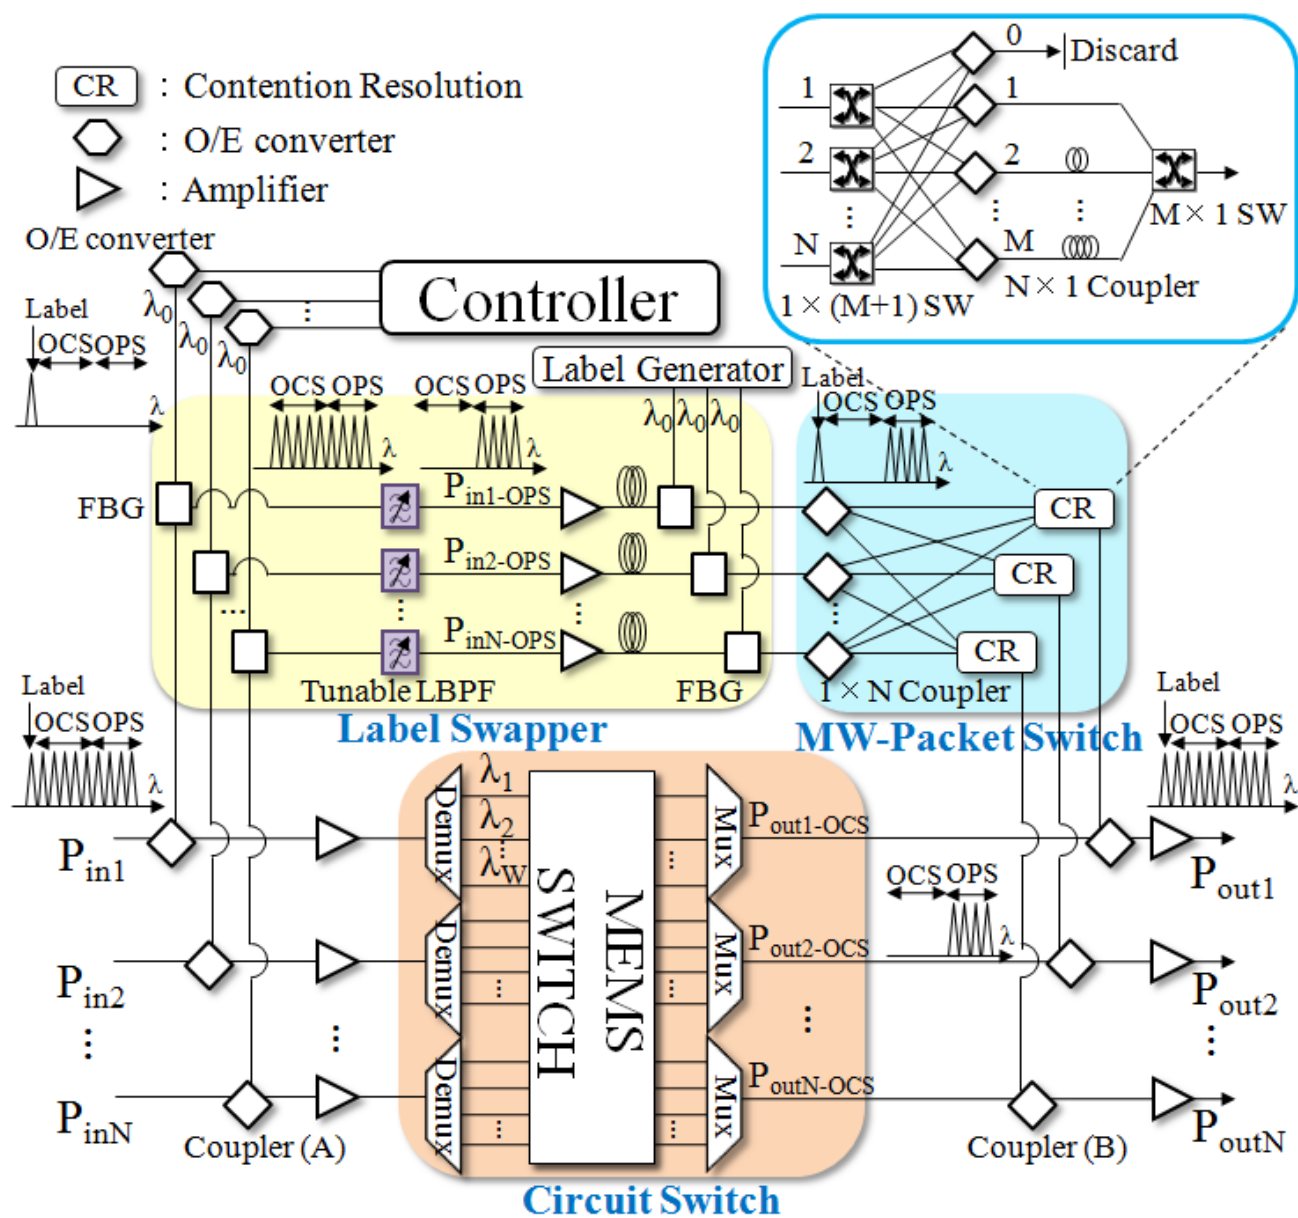 CR : Contention Resolution
: O/E converter
: Amplifier
0
Discard
1
1
2
2
...
...
...
M × 1 SW
N
M
N × 1 Coupler
1 × (M+1) SW
O/E converter
Controller
...
λ0
λ0
λ0
Label
OCS OPS
λ
Label Generator
λ0 λ0 λ0
OCS OPS
λ
OCS OPS
λ
Label
OCS OPS
λ
FBG
Pin1-OPS
CR
Pin2-OPS
CR
...
...
...
...
PinN-OPS
CR
Tunable LBPF
FBG
1 × N Coupler
Label Swapper
MW-Packet Switch
Label
OCS OPS
λ
Label
OCS OPS
λ
Pin1
Demux
λ1
λ2
...
λW
MEMS
SWITCH
...
Mux
Pout1-OCS
Pout1
OCS OPS
λ
Pin2
Demux
...
...
Mux
Pout2-OCS
Pout2
...
...
...
...
PinN
Demux
...
...
Mux
PoutN-OCS
PoutN
Coupler (A)
Coupler (B)
Circuit Switch